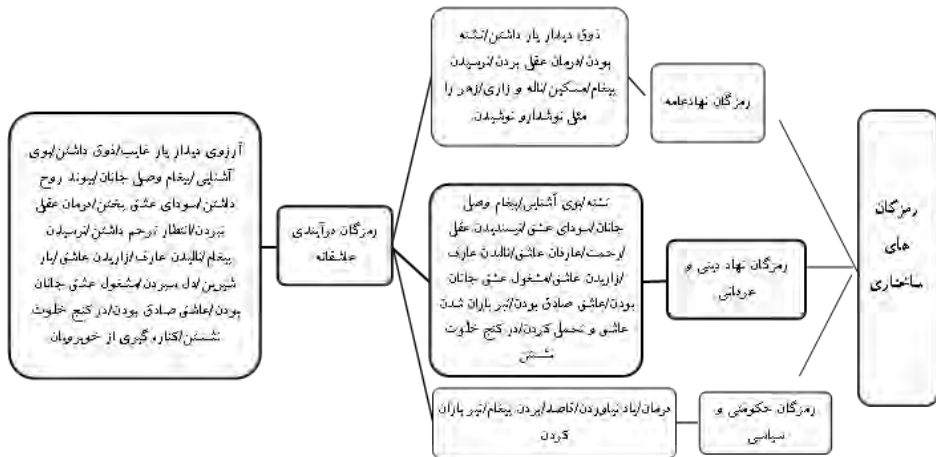 رمزگان
های
ساختاری
رمزگان نهاد عامه
ذوق دیدار یار داشتن/تشنه
بودن/درمان عقل بردن/نرسیدن
پیغام/مسکین/ناله و زاری/زهر را
مثل نوشدارو نوشیدن.
رمزگان نهاد دینی و
عرفانی
تشنه/بوی آشنایی/پیغام وصل
جانان/سودای عشق/نپسندیدن عقل
/رحمت/عارفان عاشق/نالیدن عارف
/زاریدن عاشق/مشغول عشق جانان
بودن/عاشق صادق بودن/تیر باران شدن
عاشق و تحمل کردن/در کنج خلوت
نشستن
رمزگان حکومتی و
سیاسی
درمان/یاد نیاوردن/قاصد/بردن پیغام/تیر باران
کردن
رمزگان درآیندی
عاشقانه
آرزوی دیدار یار غایب/ذوق داشتن/بوی
آشنایی/پیغام وصل جانان/پیوند روح
داشتن/سودای عشق پختن/درمان عقل
نبردن/انتظار ترحم داشتن/نرسیدن
پیغام/نالیدن عارف/زاریدن عاشق/یار
شیرین/دل سپردن/مشغول عشق جانان
بودن/عاشق صادق بودن/در کنج خلوت
نشستن/کناره گیری از خوبرویان